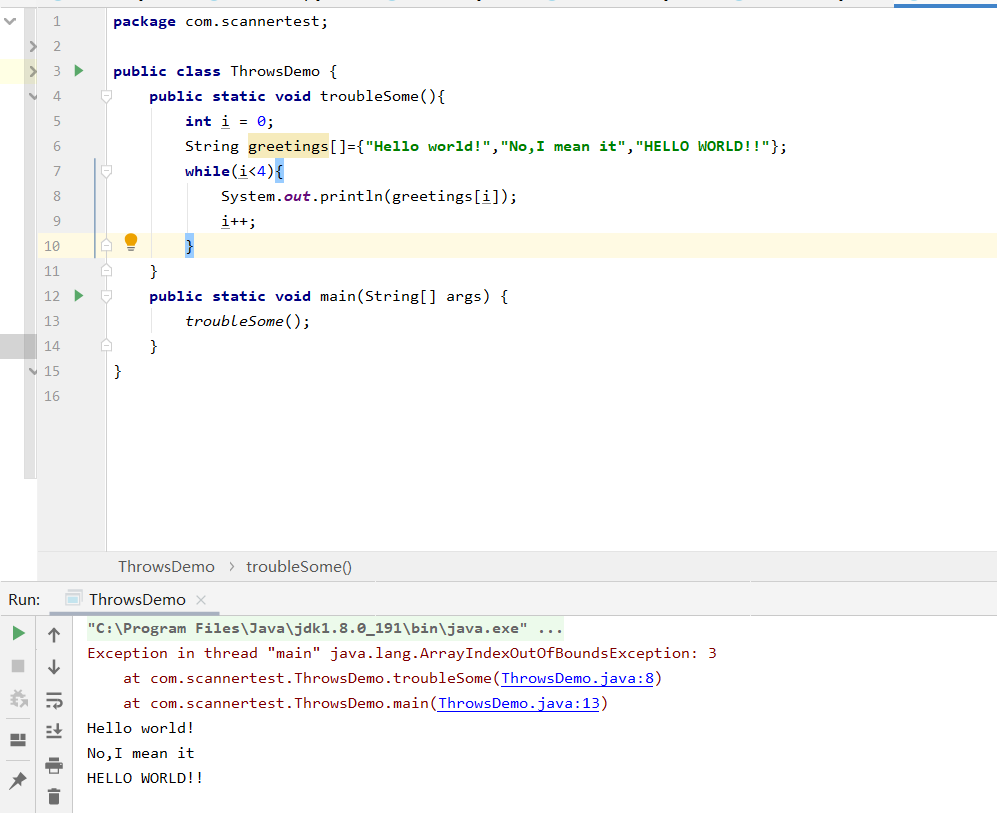 1 package com.scannertest;
2
3 public class ThrowsDemo {
4 public static void troubleSome(){
5 int i = 0;
6 String greetings[]={"Hello world!","No,I mean it","HELLO WORLD!!"};
7 while(i<4){
8 System.out.println(greetings[i]);
9 i++;
10 }
11 }
12 public static void main(String[] args) {
13 troubleSome();
14 }
15 }
16
ThrowsDemo > troubleSome()
Run: ThrowsDemo ×
"C:\Program Files\Java\jdk1.8.0_191\bin\java.exe" ...
Exception in thread "main" java.lang.ArrayIndexOutOfBoundsException: 3
at com.scannertest.ThrowsDemo.troubleSome(ThrowsDemo.java:8)
at com.scannertest.ThrowsDemo.main(ThrowsDemo.java:13)
Hello world!
No,I mean it
HELLO WORLD!!